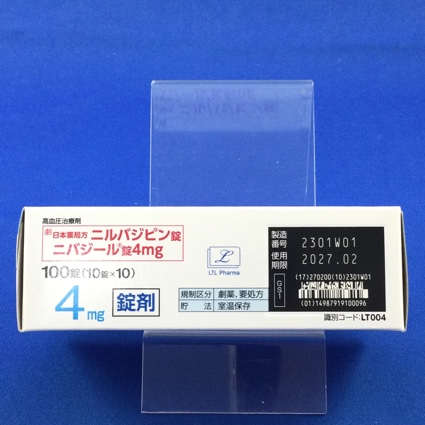 高血圧治療剤
劇 日本薬局方 ニルバジピン錠
ニバジール®錠4mg
100錠(10錠×10)
4mg 錠剤
L
LTL Pharma
規制区分 劇薬、要処方
貯法 室温保存
製造番号 2301W01
使用期限 2027.02
GS1
(17)270200(10)2301W01
(01)14987919100096
識別コード:LT004